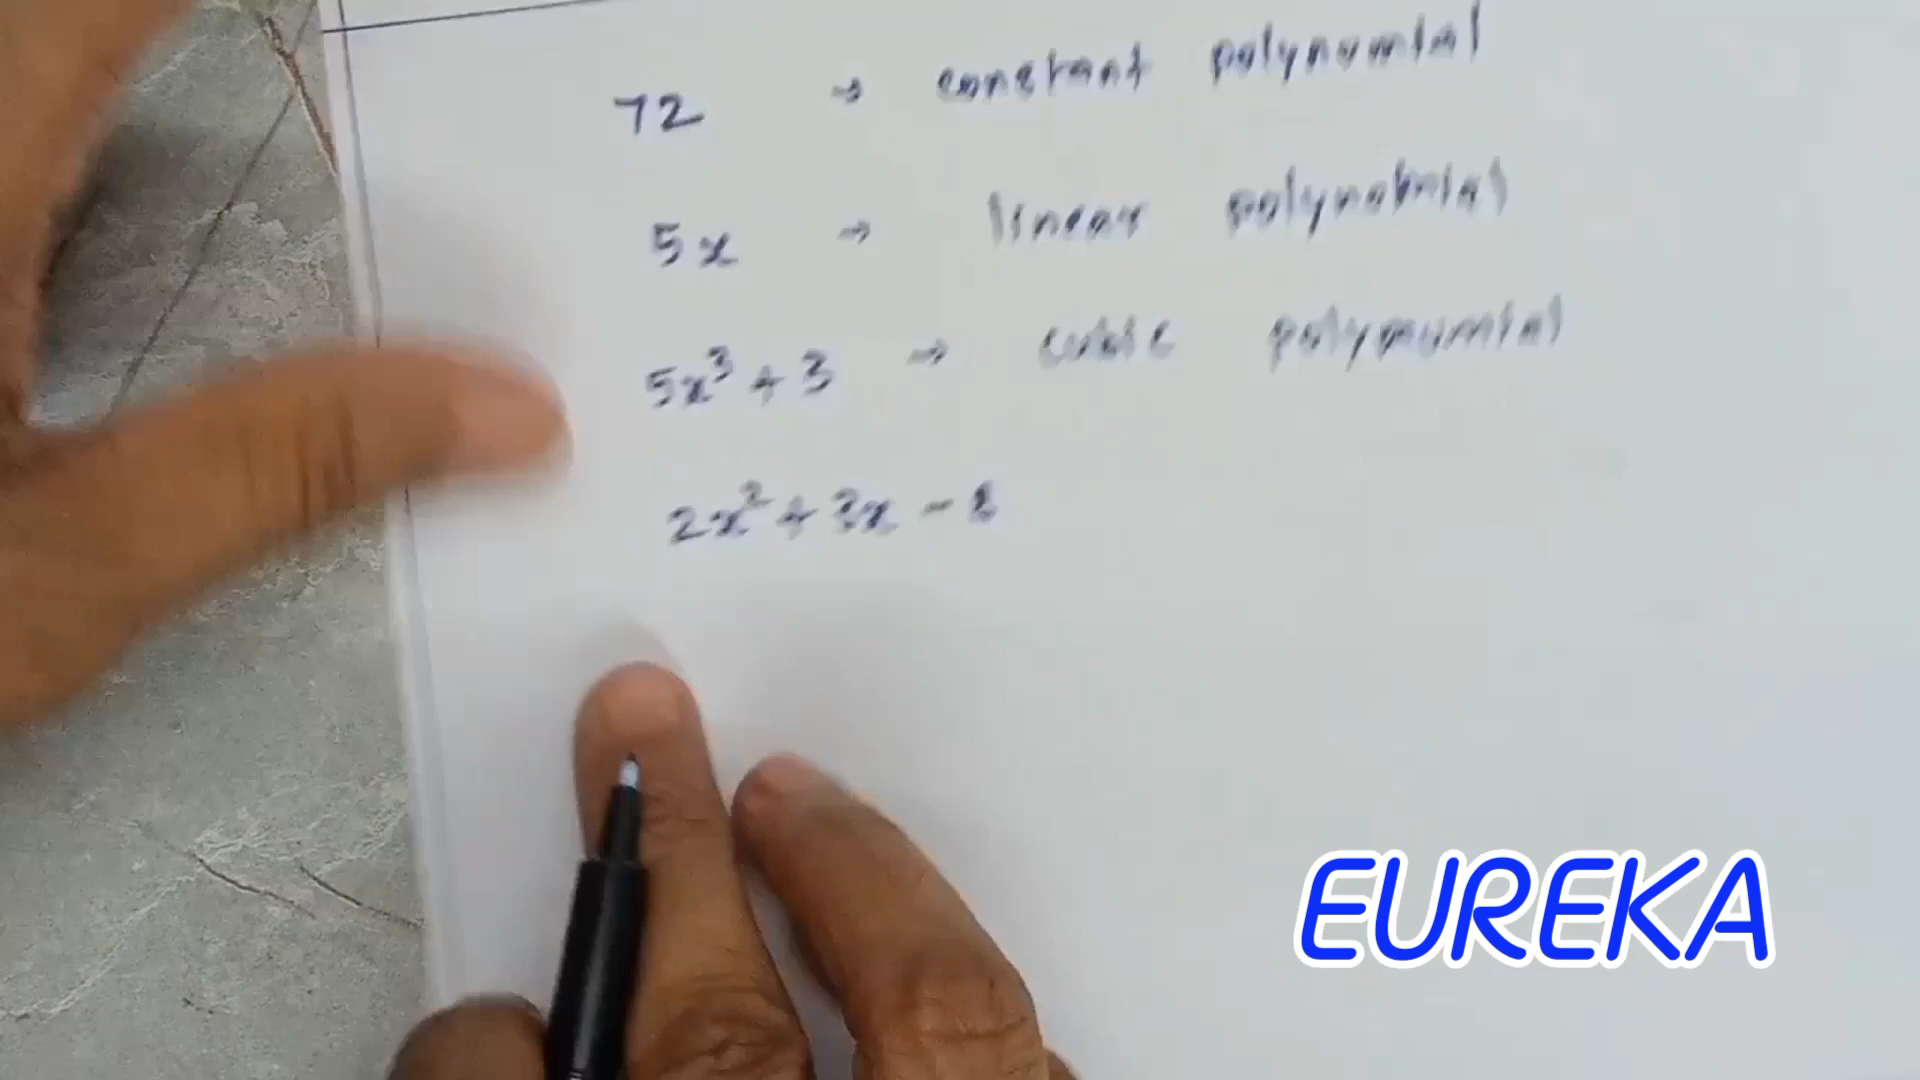 72 → constant polynomial
5x → linear polynomial
5x³ + 3 → cubic polynomial
2x² + 3x - 8
EUREKA